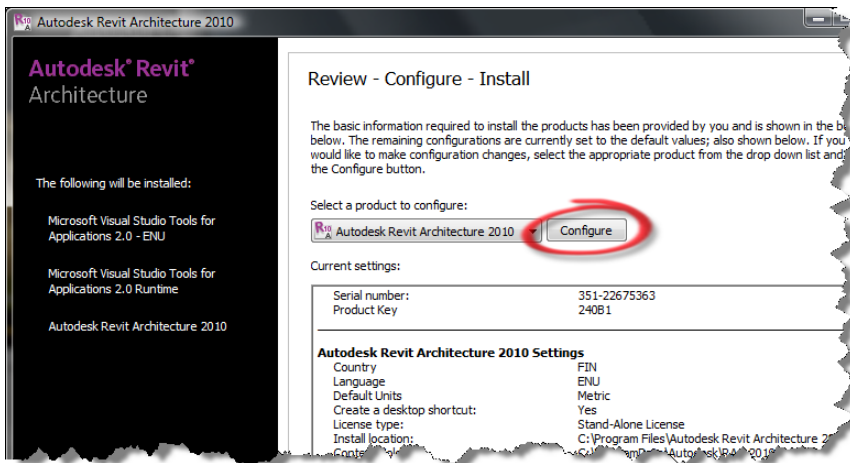 Autodesk Revit Architecture 2010
Autodesk® Revit®
Architecture
The following will be installed:
Microsoft Visual Studio Tools for
Applications 2.0 - ENU
Microsoft Visual Studio Tools for
Applications 2.0 Runtime
Autodesk Revit Architecture 2010
Review - Configure - Install
The basic information required to install the products has been provided by you and is shown in the
below. The remaining configurations are currently set to the default values; also shown below. If you
would like to make configuration changes, select the appropriate product from the drop down list and
the Configure button.
Select a product to configure:
Autodesk Revit Architecture 2010 Configure
Current settings:
Serial number: 351-22675363
Product Key 240B1
Autodesk Revit Architecture 2010 Settings
Country FIN
Language ENU
Default Units Metric
Create a desktop shortcut: Yes
License type: Stand-Alone License
Install location: C:\Program Files\Autodesk Revit Architecture